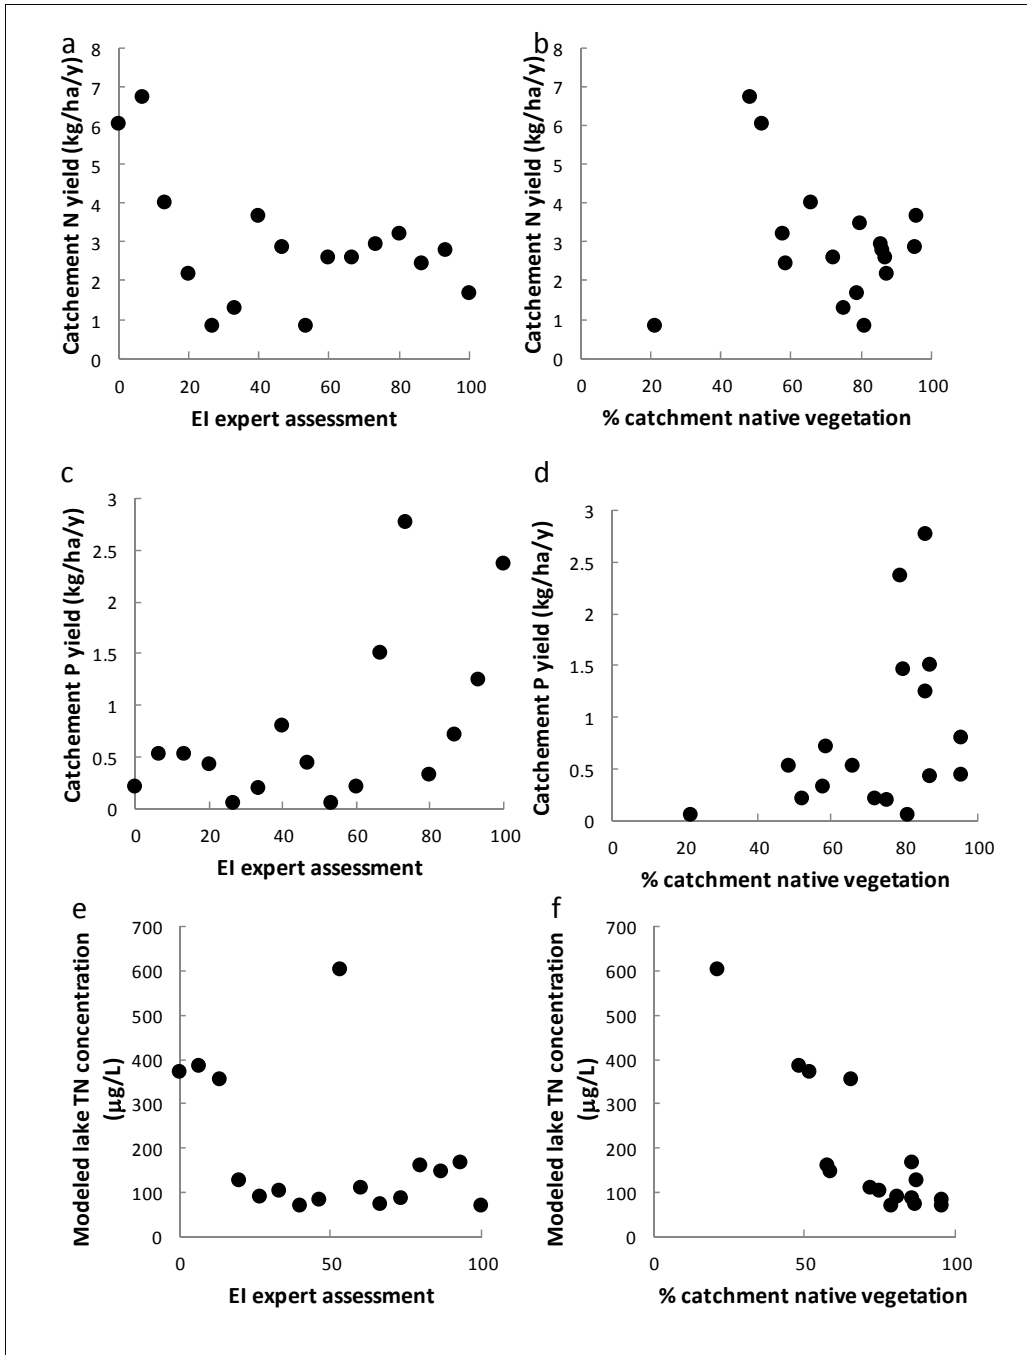 a
Catchement N yield (kg/ha/y)
8
7
6
5
4
3
2
1
0
0 20 40 60 80 100
EI expert assessment
b
Catchement N yield (kg/ha/y)
8
7
6
5
4
3
2
1
0
0 20 40 60 80 100
% catchment native vegetation
c
Catchement P yield (kg/ha/y)
3
2.5
2
1.5
1
0.5
0
0 20 40 60 80 100
EI expert assessment
d
Catchement P yield (kg/ha/y)
3
2.5
2
1.5
1
0.5
0
0 20 40 60 80 100
% catchment native vegetation
e
Modeled lake TN concentration
(µg/L)
700
600
500
400
300
200
100
0
0 50 100
EI expert assessment
f
Modeled lake TN concentration
(µg/L)
700
600
500
400
300
200
100
0
0 50 100
% catchment native vegetation